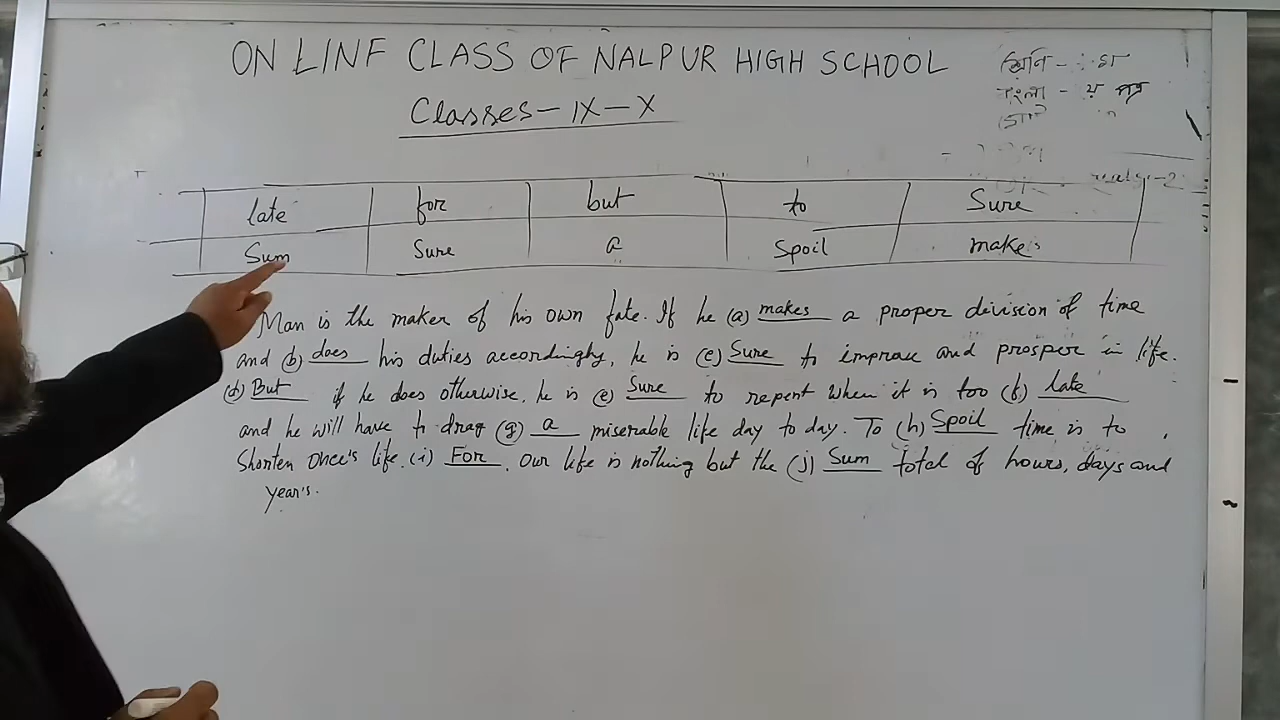 ON LINF CLASS OF NALPUR HIGH SCHOOL
Classes - IX - X
বাংলা -
late for but to Sure
Sum Sure a Spoil makes
Man is the maker of his own fate. If he (a) makes a proper division of time
and (b) does his duties accordinghy, he is (c) Sure to improve and prosper in life.
(d) But if he does otherwise, he is (e) Sure to repent when it is too (f) late
and he will have to drag (g) a miserable life day to day. To (h) Spoil time is to
Shorten Onee's life. (i) For. Our life is nothing but the (j) Sum total of hours, days and
year's.